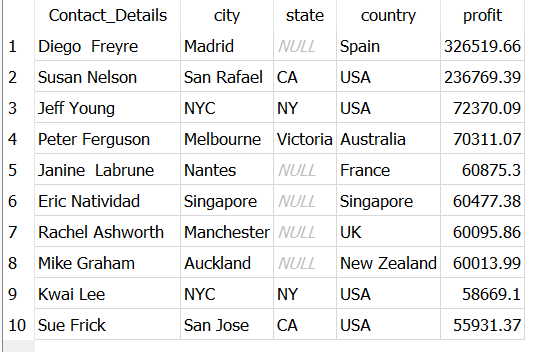 Contact_Details city state country profit
1 Diego  Freyre Madrid NULL Spain 326519.66
2 Susan Nelson San Rafael CA USA 236769.39
3 Jeff Young NYC NY USA 72370.09
4 Peter Ferguson Melbourne Victoria Australia 70311.07
5 Janine  Labrune Nantes NULL France 60875.3
6 Eric Natividad Singapore NULL Singapore 60477.38
7 Rachel Ashworth Manchester NULL UK 60095.86
8 Mike Graham Auckland NULL New Zealand 60013.99
9 Kwai Lee NYC NY USA 58669.1
10 Sue Frick San Jose CA USA 55931.37